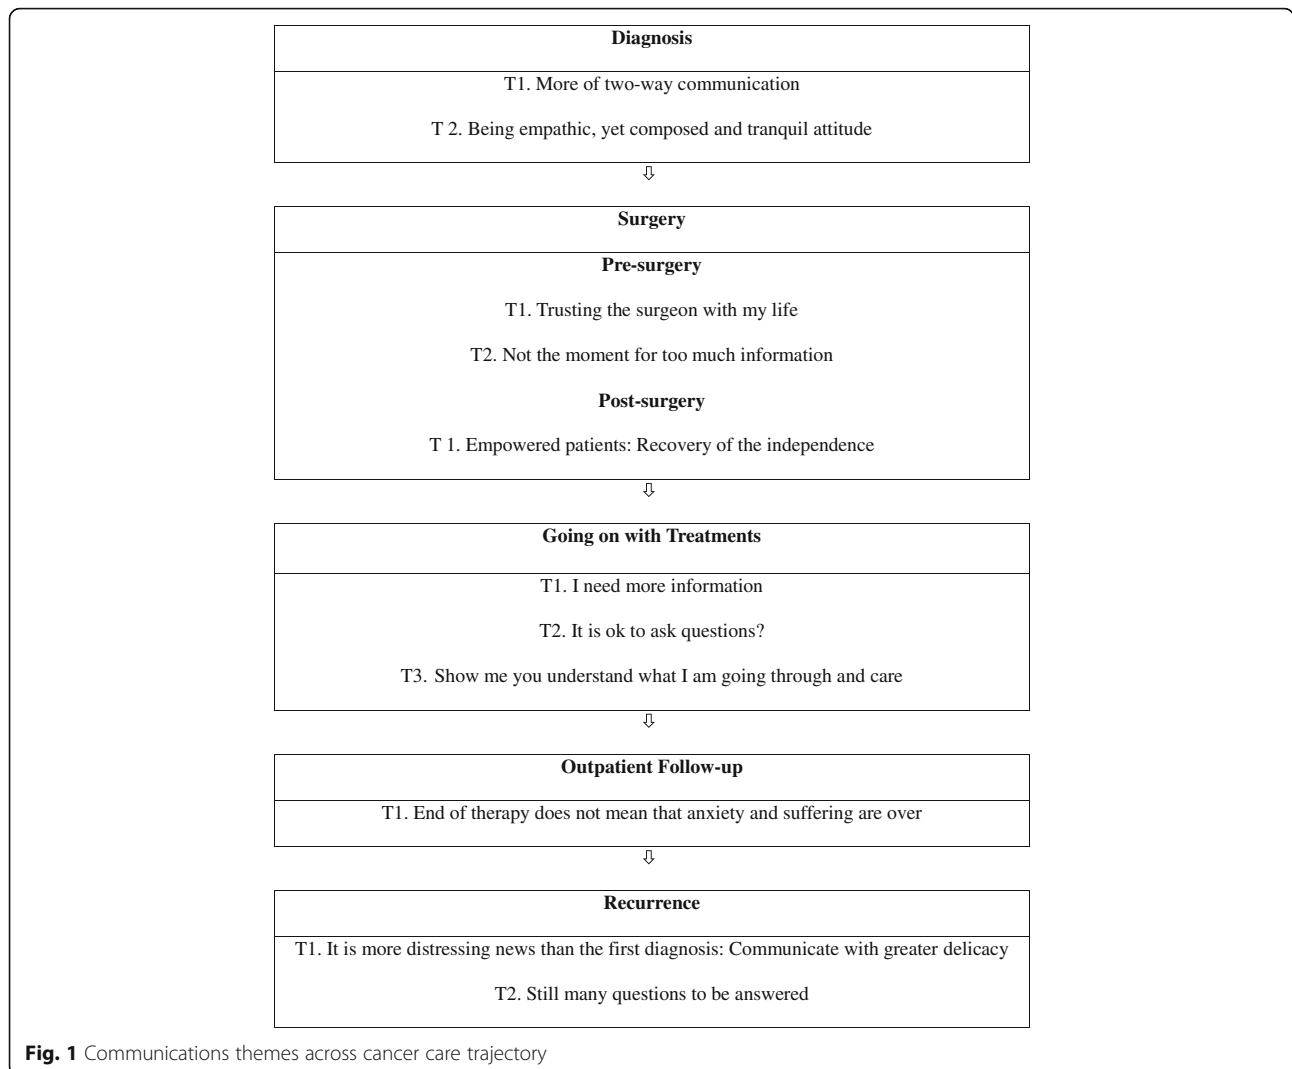 Diagnosis
T1. More of two-way communication
T 2. Being empathic, yet composed and tranquil attitude
⇩
Surgery
Pre-surgery
T1. Trusting the surgeon with my life
T2. Not the moment for too much information
Post-surgery
T 1. Empowered patients: Recovery of the independence
⇩
Going on with Treatments
T1. I need more information
T2. It is ok to ask questions?
T3. Show me you understand what I am going through and care
⇩
Outpatient Follow-up
T1. End of therapy does not mean that anxiety and suffering are over
⇩
Recurrence
T1. It is more distressing news than the first diagnosis: Communicate with greater delicacy
T2. Still many questions to be answered
Fig. 1 Communications themes across cancer care trajectory